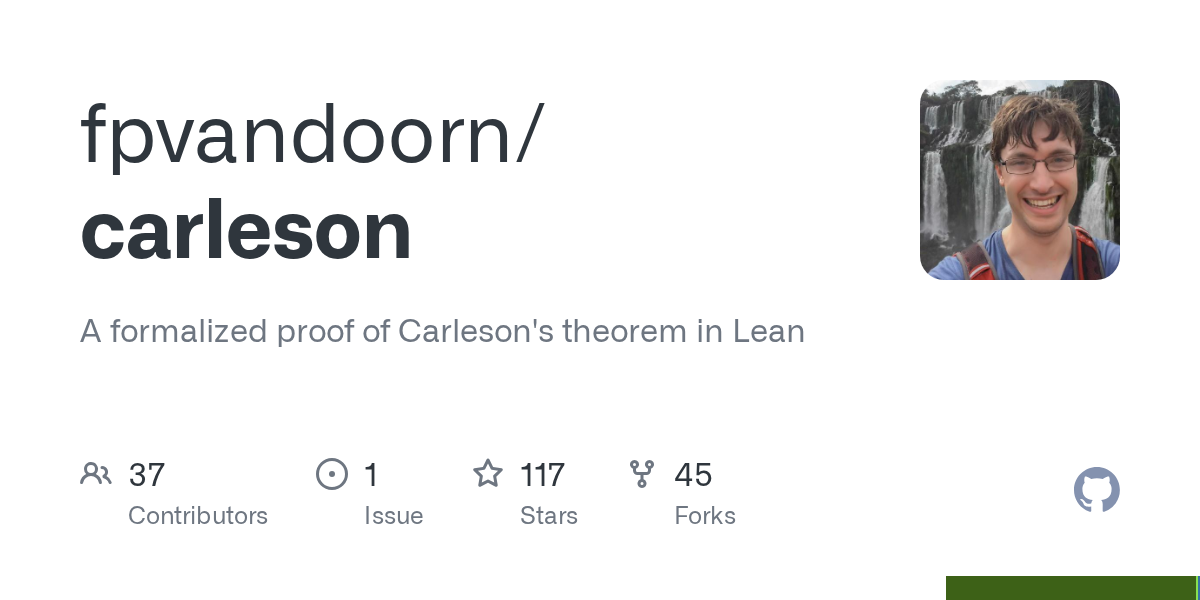 fpvandoorn/
carleson
A formalized proof of Carleson's theorem in Lean
37
Contributors
1
Issue
117
Stars
45
Forks